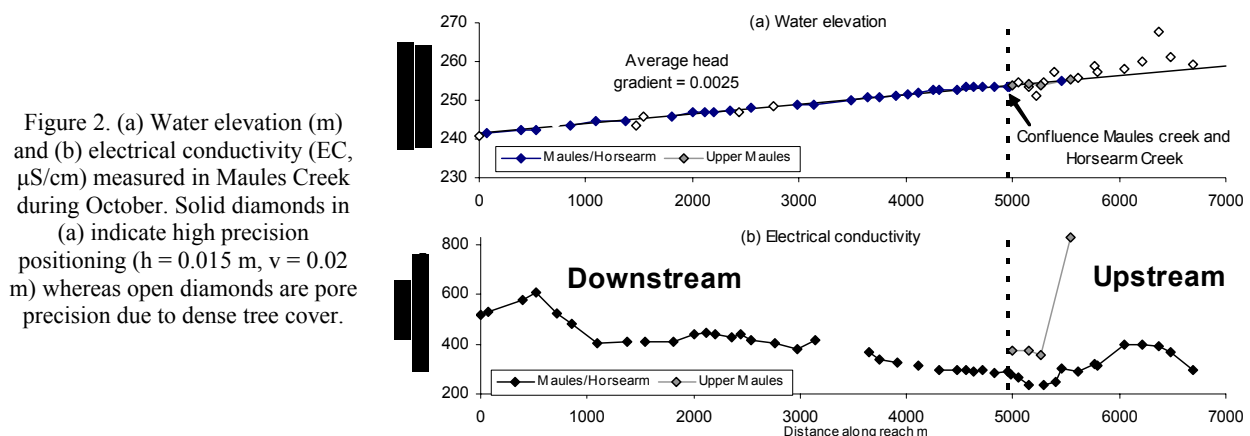 Figure 2. (a) Water elevation (m)
and (b) electrical conductivity (EC,
μS/cm) measured in Maules Creek
during October. Solid diamonds in
(a) indicate high precision
positioning (h = 0.015 m, v = 0.02
m) whereas open diamonds are pore
precision due to dense tree cover.
(a) Water elevation
270
260
250
240
230
Average head
gradient = 0.0025
Confluence Maules creek and
Horsearm Creek
Maules/Horsearm Upper Maules
0 1000 2000 3000 4000 5000 6000 7000
(b) Electrical conductivity
800
600
400
200
Downstream
Upstream
Maules/Horsearm Upper Maules
0 1000 2000 3000 4000 5000 6000 7000
Distance along reach m